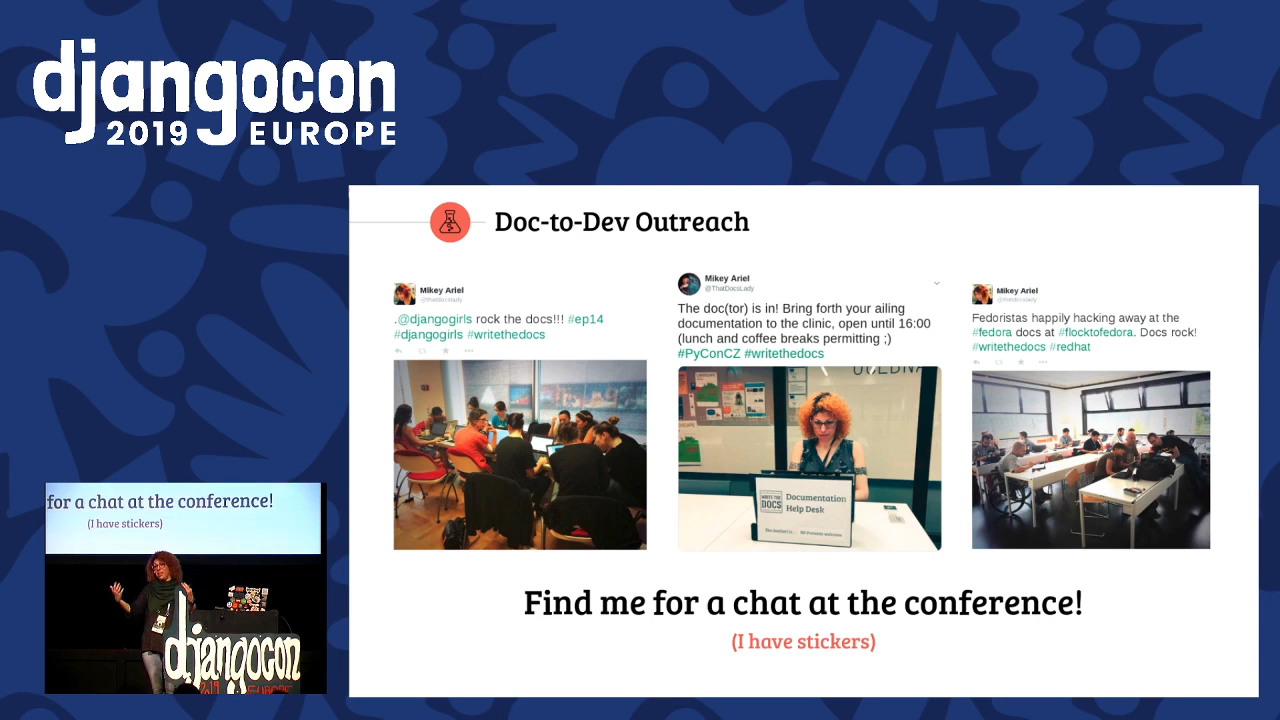 djangocon
2019 EUROPE
Doc-to-Dev Outreach
Mikey Ariel
@thatdocslady
.@djangogirls rock the docs!!! #ep14
#djangogirls #writethedocs
Mikey Ariel
@ThatDocsLady
The doc(tor) is in! Bring forth your ailing
documentation to the clinic, open until 16:00
(lunch and coffee breaks permitting ;)
#PyConCZ #writethedocs
WRITE THE
DOCS
Documentation
Help Desk
Mikey Ariel
@thatdocslady
Fedoristas happily hacking away at the
#fedora docs at #flocktofedora. Docs rock!
#writethedocs #redhat
Find me for a chat at the conference!
(I have stickers)
for a chat at the conference!
(I have stickers)
djangocon
2019 EUROPE